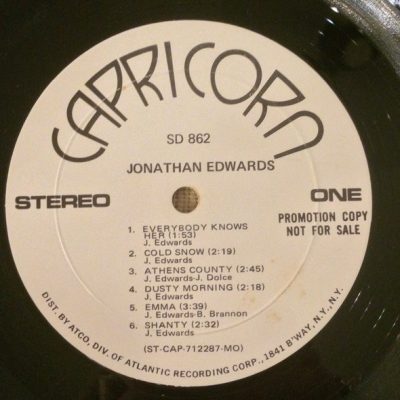 CAPRICORN
SD 862
JONATHAN EDWARDS
STEREO
ONE
PROMOTION COPY
NOT FOR SALE
1. EVERYBODY KNOWS
HER (1:53)
J. Edwards
2. COLD SNOW (2:19)
J. Edwards
3. ATHENS COUNTY (2:45)
J. Edwards-J. Dolce
4. DUSTY MORNING (2:18)
J. Edwards
5. EMMA (3:39)
J. Edwards-B. Brannon
6. SHANTY (2:32)
J. Edwards
(ST-CAP-712287-MO)
DIST. BY ATCO, DIV. OF ATLANTIC RECORDING CORP., 1841 B'WAY, N.Y., N.Y.